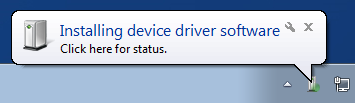 Installing device driver software
Click here for status.